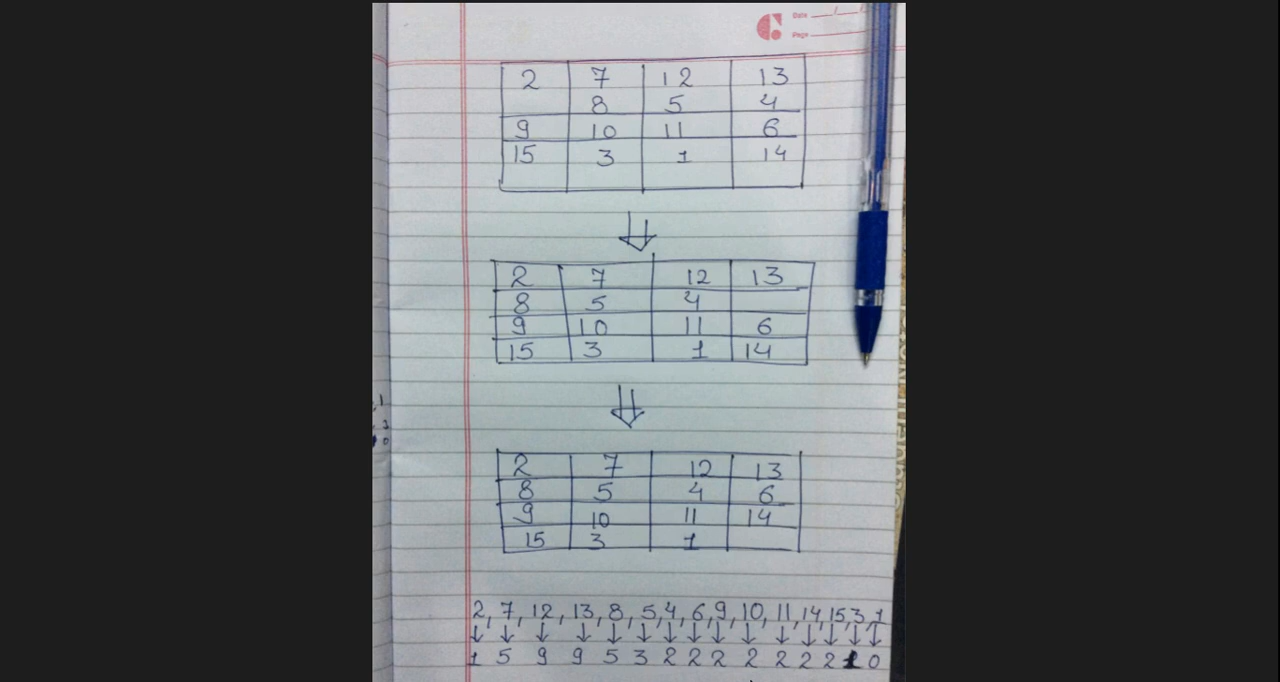 Date
Page
2 7 12 13
8 5 4
9 10 11 6
15 3 1 14
2 7 12 13
8 5 4
9 10 11 6
15 3 1 14
2 7 12 13
8 5 4 6
9 10 11 14
15 3 1
2, 7, 12, 13, 8, 5, 4, 6, 9, 10, 11, 14, 15, 3, 1
↓ ↓ ↓ ↓ ↓ ↓ ↓ ↓ ↓ ↓ ↓ ↓ ↓ ↓ ↓
1 5 9 9 5 3 2 2 2 2 2 2 2 1 0